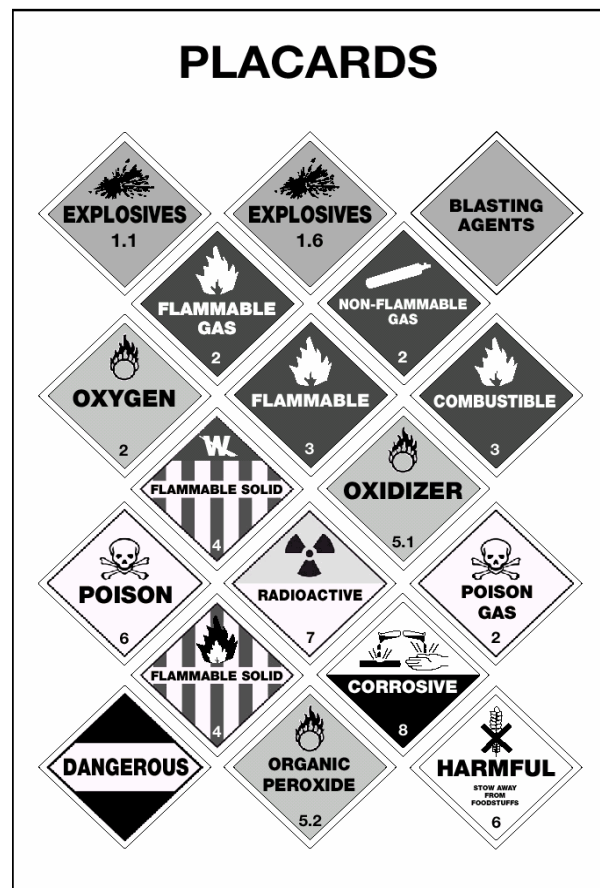 PLACARDS
EXPLOSIVES
1.1
EXPLOSIVES
1.6
BLASTING
AGENTS
FLAMMABLE
GAS
2
NON-FLAMMABLE
GAS
2
OXYGEN
2
FLAMMABLE
3
COMBUSTIBLE
3
W
FLAMMABLE SOLID
4
OXIDIZER
5.1
POISON
6
RADIOACTIVE
7
POISON
GAS
2
FLAMMABLE SOLID
4
CORROSIVE
8
DANGEROUS
ORGANIC
PEROXIDE
5.2
HARMFUL
STOW AWAY
FROM
FOODSTUFFS
6